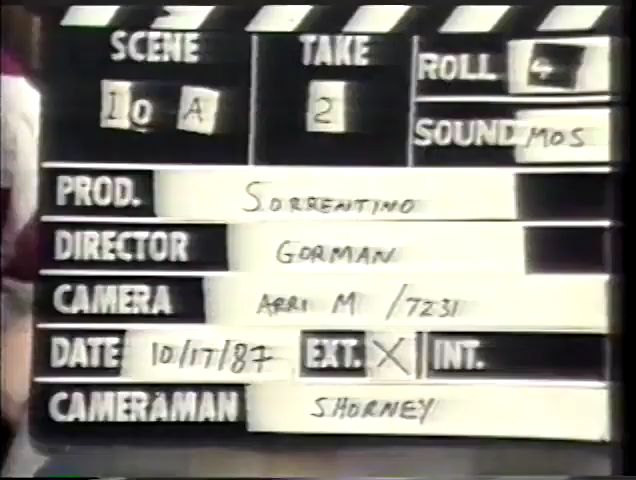 SCENE TAKE ROLL 4
10 A 2 SOUND MOS
PROD. SORRENTINO
DIRECTOR GORMAN
CAMERA ARRI M /7231
DATE 10/17/87 EXT. X INT.
CAMERAMAN SHORNEY